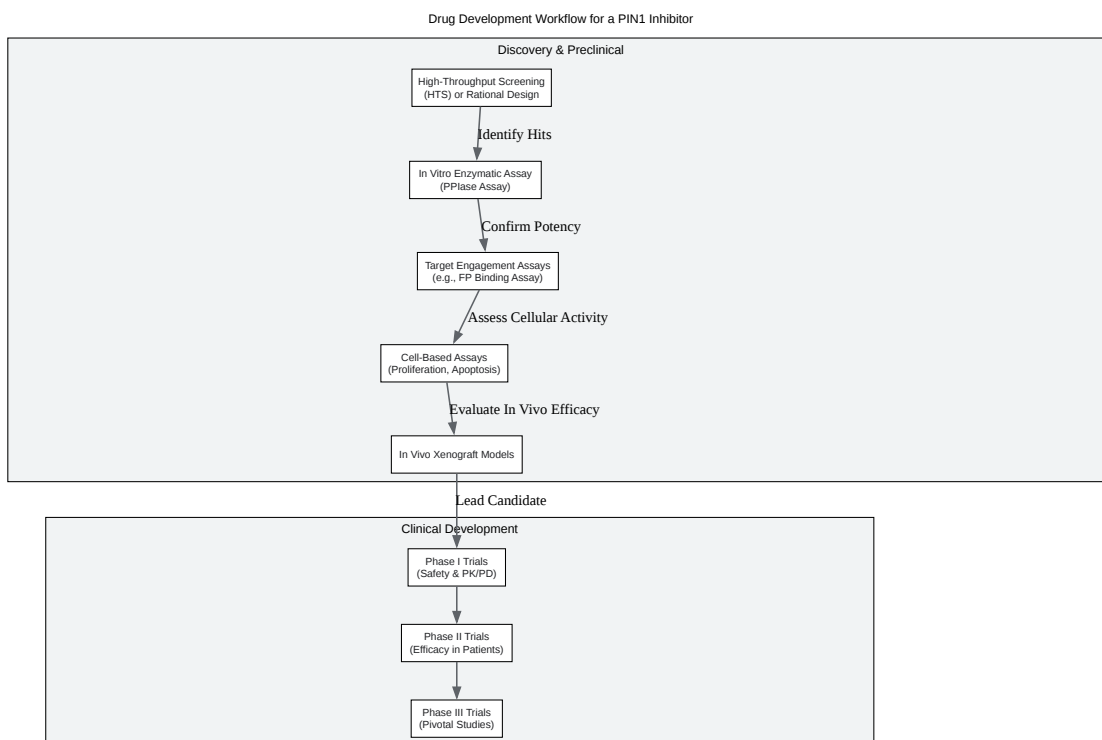 Drug Development Workflow for a PIN1 Inhibitor
Discovery & Preclinical
High-Throughput Screening
(HTS) or Rational Design
Identify Hits
In Vitro Enzymatic Assay
(PPIase Assay)
Confirm Potency
Target Engagement Assays
(e.g., FP Binding Assay)
Assess Cellular Activity
Cell-Based Assays
(Proliferation, Apoptosis)
Evaluate In Vivo Efficacy
In Vivo Xenograft Models
Lead Candidate
Clinical Development
Phase I Trials
(Safety & PK/PD)
Phase II Trials
(Efficacy in Patients)
Phase III Trials
(Pivotal Studies)